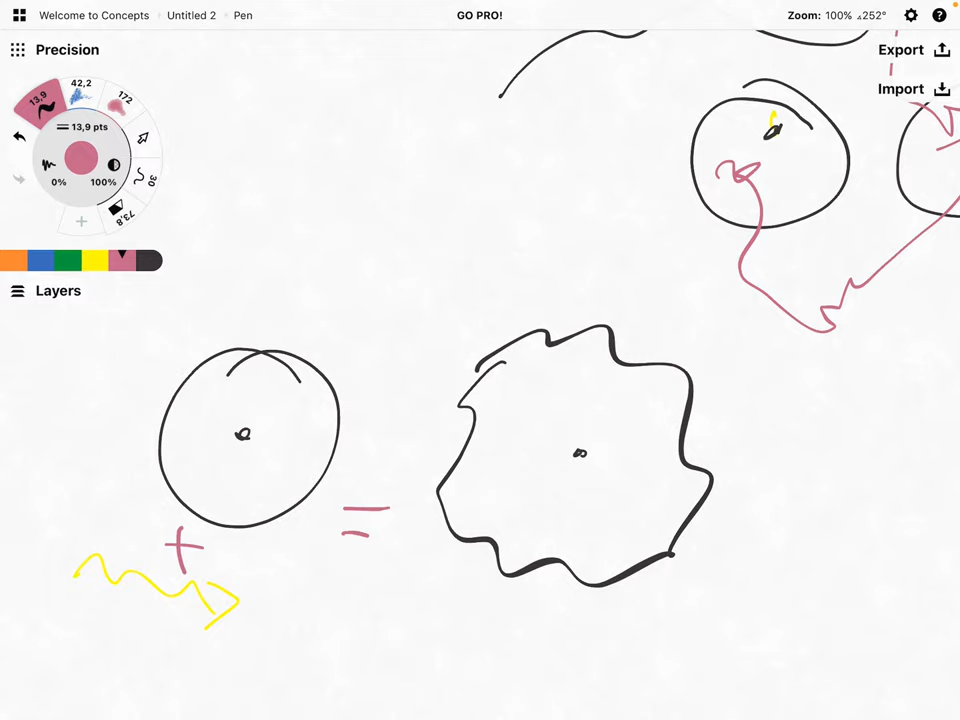 Welcome to Concepts > Untitled 2 > Pen
GO PRO!
Zoom: 100% ⊿252°
?
Precision
Export
Import
13,9
42,2
172
13,9 pts
0%
100%
30
73,8
+
Layers
+
=